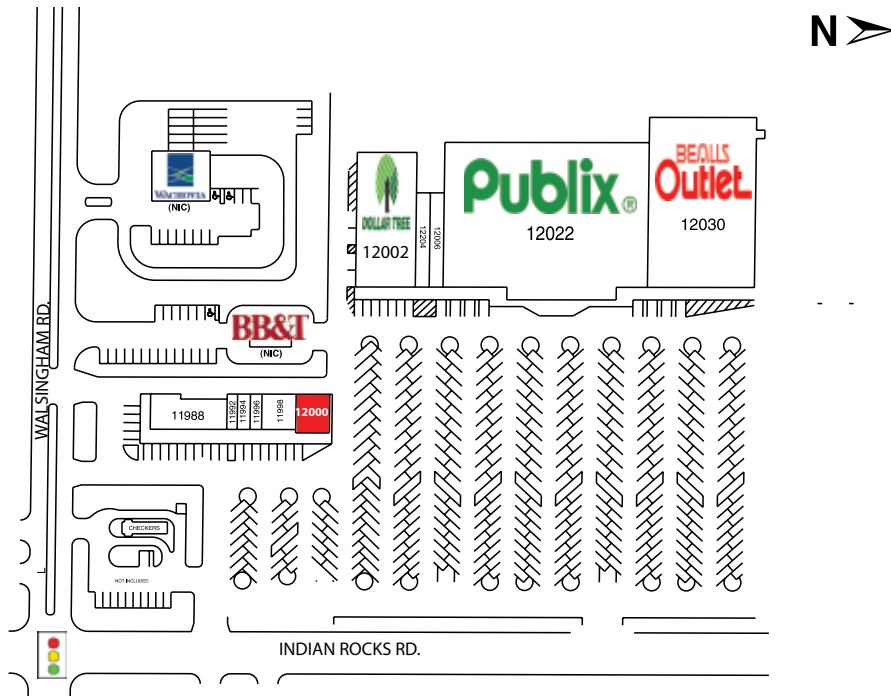 N
WACHOVIA
(NIC)
DOLLAR TREE
12002
12204
12006
Publix®
12022
BEALLS
Outlet
12030
BB&T
(NIC)
WALSINGHAM RD.
11988
11992
11994
11996
11998
12000
CHECKERS
NOT INCLUDED
L
INDIAN ROCKS RD.